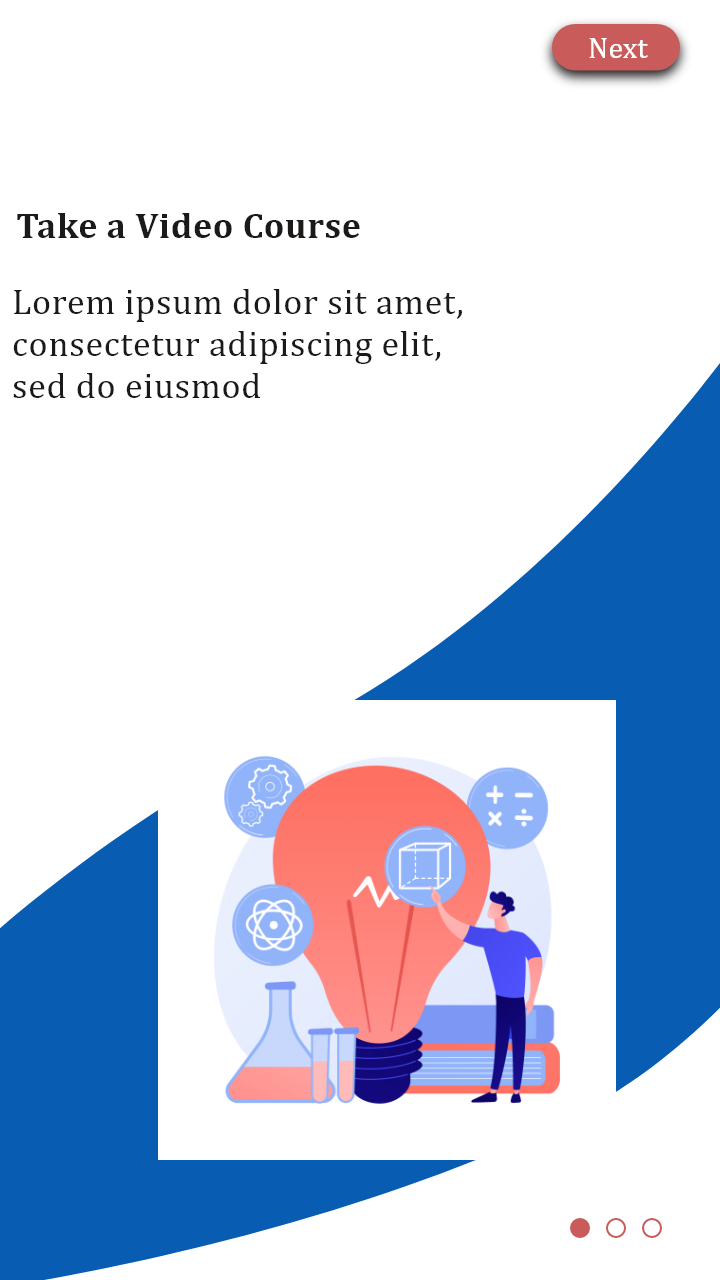 Next
Take a Video Course
Lorem ipsum dolor sit amet,
consectetur adipiscing elit,
sed do eiusmod